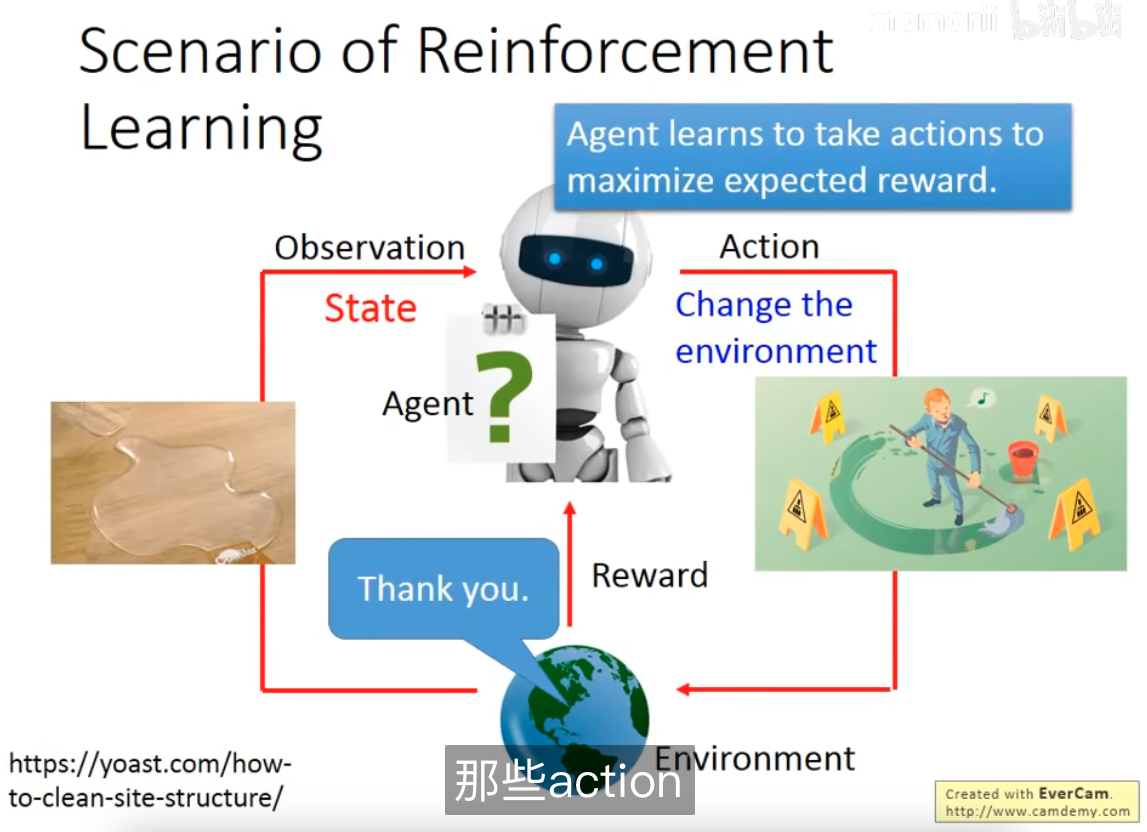 momorii bilibili
Scenario of Reinforcement
Learning
Agent learns to take actions to
maximize expected reward.
Observation
Action
State
Change the
environment
Agent
?
Thank you.
Reward
Environment
https://yoast.com/how-
to-clean-site-structure/
那些action
Created with EverCam.
http://www.camdemy.com